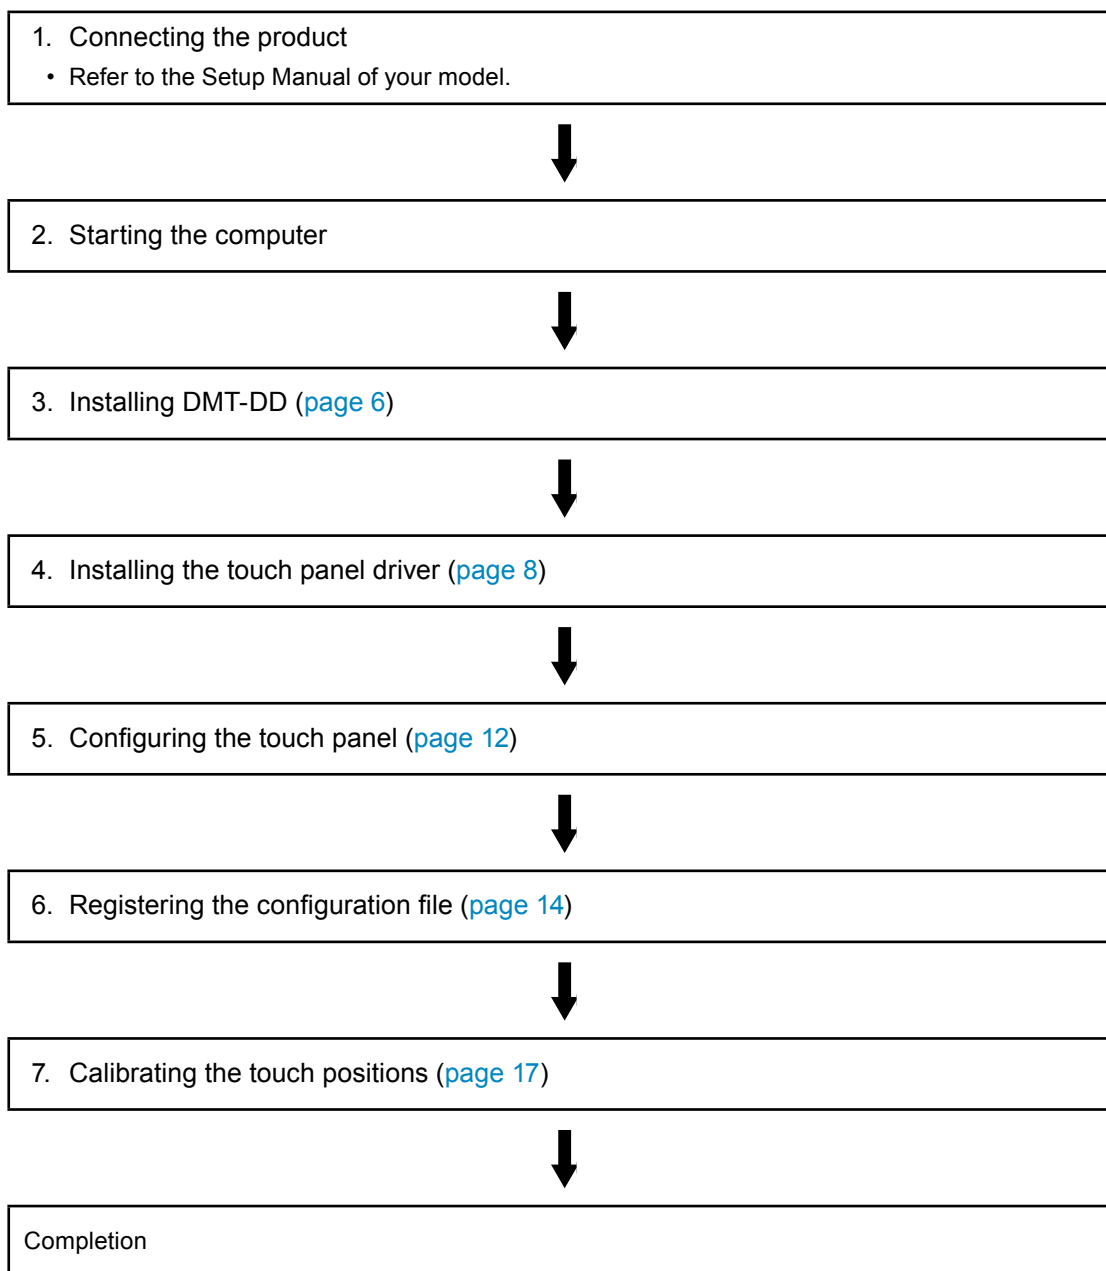 1. Connecting the product
• Refer to the Setup Manual of your model.
2. Starting the computer
3. Installing DMT-DD (page 6)
4. Installing the touch panel driver (page 8)
5. Configuring the touch panel (page 12)
6. Registering the configuration file (page 14)
7. Calibrating the touch positions (page 17)
Completion